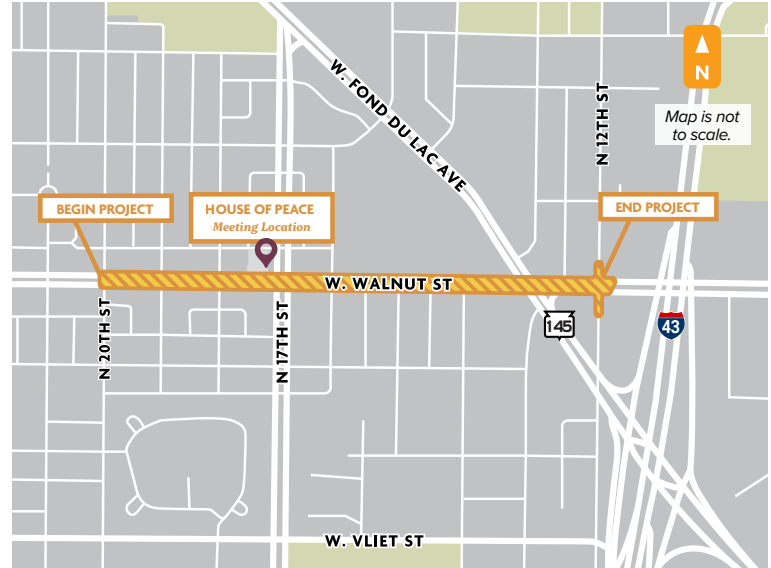 W. FOND DU LAC AVE
N 12TH ST
N
Map is not
to scale.
BEGIN PROJECT
HOUSE OF PEACE
Meeting Location
END PROJECT
W. WALNUT ST
N 20TH ST
N 17TH ST
145
43
W. VLIET ST